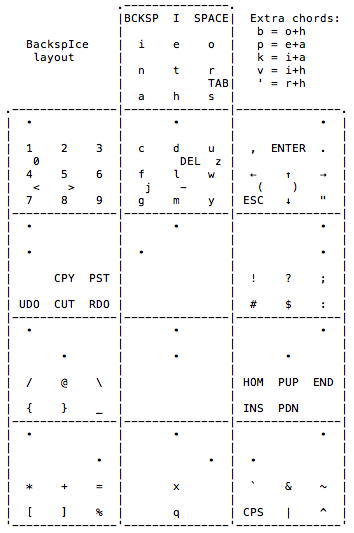 BCKSP I SPACE Extra chords:
b = o+h
BackspIce i e o p = e+a
layout k = i+a
n t r v = i+h
TAB ' = r+h
a h s
• • •
1 2 3 c d u , ENTER .
0 DEL z
4 5 6 f l w ← ↑ →
< > j – ( )
7 8 9 g m y ESC ↓ "
• • •
• • •
CPY PST ! ? ;
UDO CUT RDO # $ :
• • •
• • •
/ @ \ HOM PUP END
{ } _ INS PDN
• • •
• • •
* + = x ` & ~
[ ] % q CPS | ^